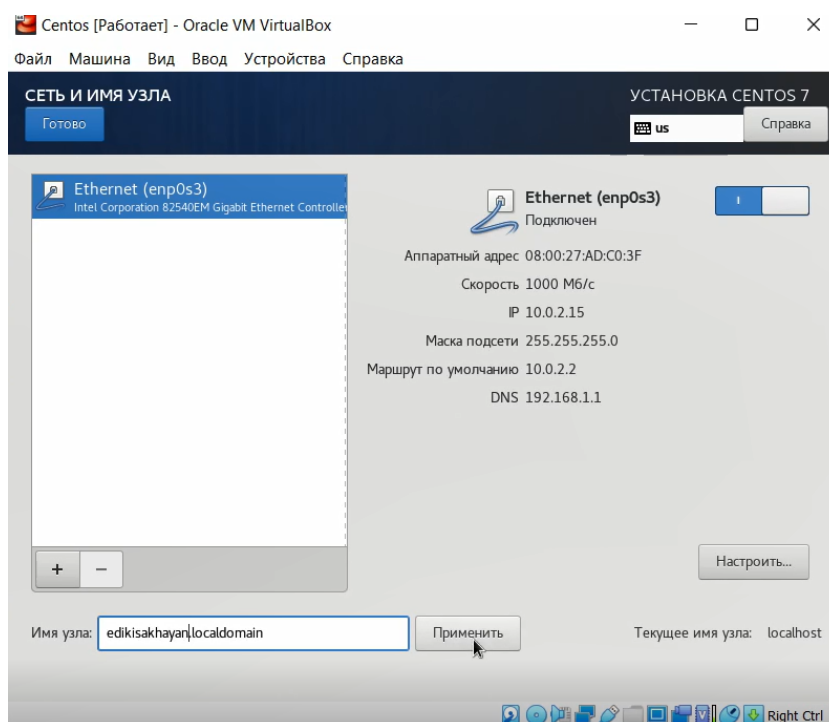 Centos [Работает] - Oracle VM VirtualBox
Файл Машина Вид Ввод Устройства Справка
СЕТЬ И ИМЯ УЗЛА
УСТАНОВКА CENTOS 7
Готово
us
Справка
Ethernet (enp0s3)
Intel Corporation 82540EM Gigabit Ethernet Controller
Ethernet (enp0s3)
Подключен
Аппаратный адрес 08:00:27:AD:C0:3F
Скорость 1000 Мб/с
IP 10.0.2.15
Маска подсети 255.255.255.0
Маршрут по умолчанию 10.0.2.2
DNS 192.168.1.1
+ −
Настроить...
Имя узла: edikisakhayan.localdomain Применить Текущее имя узла: localhost
Right Ctrl